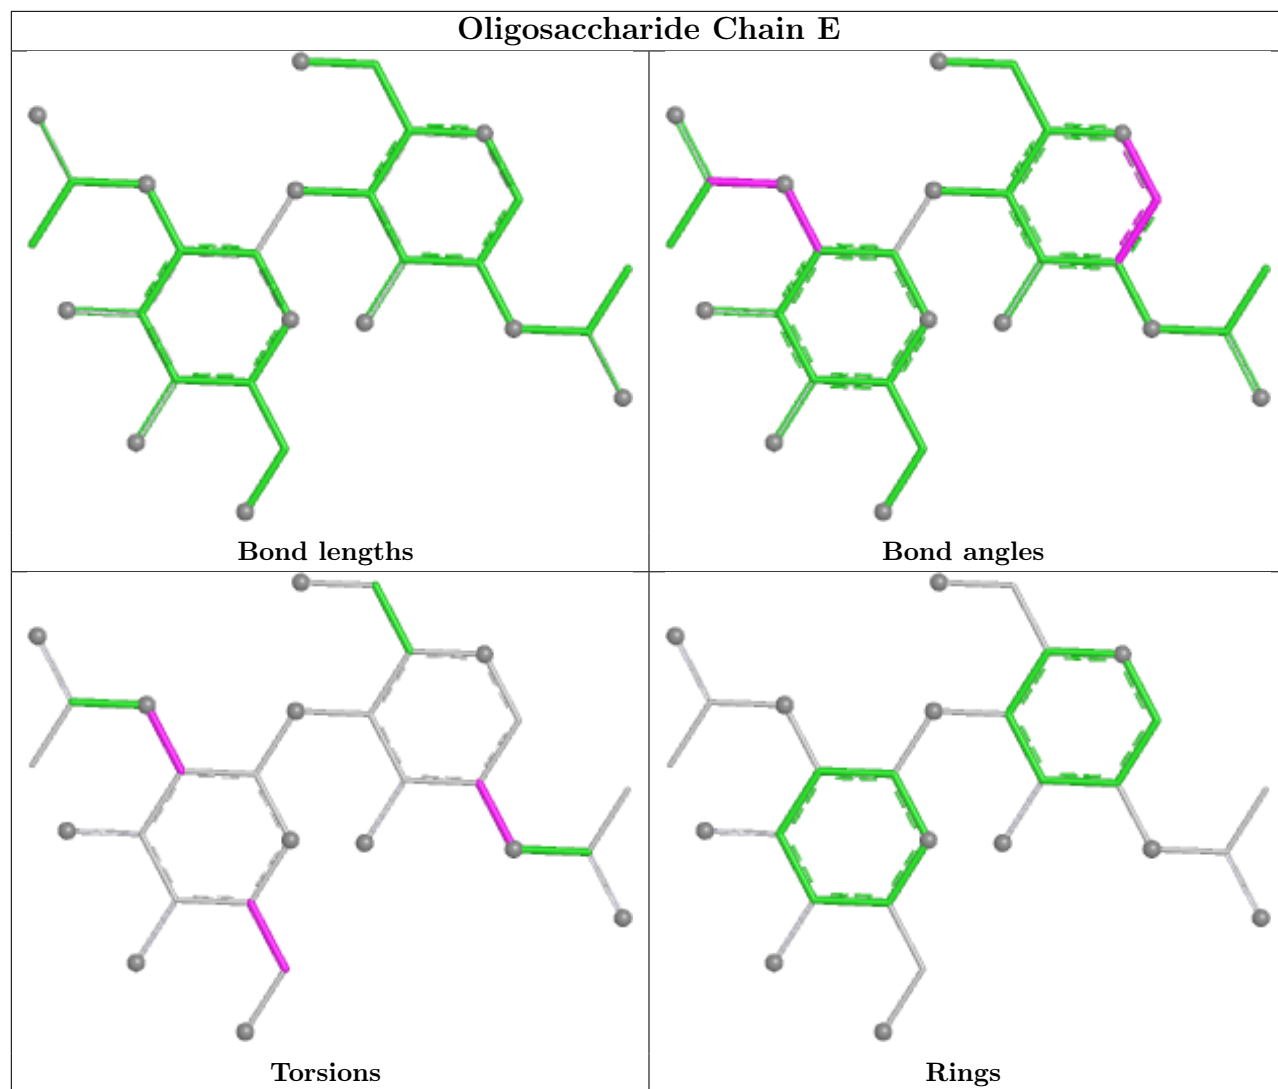 Oligosaccharide Chain E
Bond lengths
Bond angles
Torsions
Rings